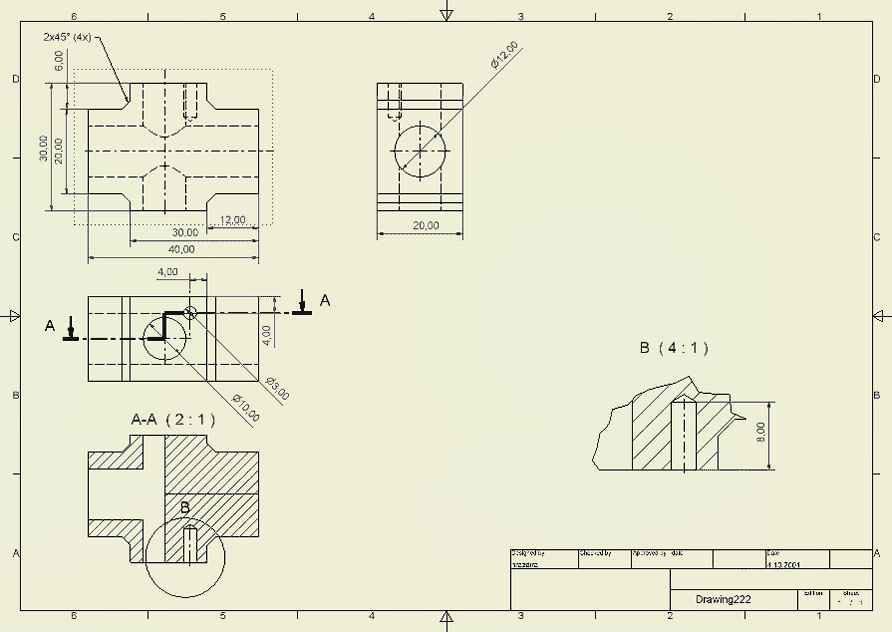 6 5 4 3 2 1
2x45° (4x)
6,00
Ø12,00
D D
30,00
20,00
12,00
30,00
40,00
20,00
C C
4,00
A
A
4,00
Ø3,00
Ø10,00
B (4:1)
B B
A-A (2:1)
8,00
B
A A
Designed by Checked by Approved by - date Date
hrazdira 4.13.2001
Drawing222
Edition Sheet
1 / 1
6 5 4 3 2 1